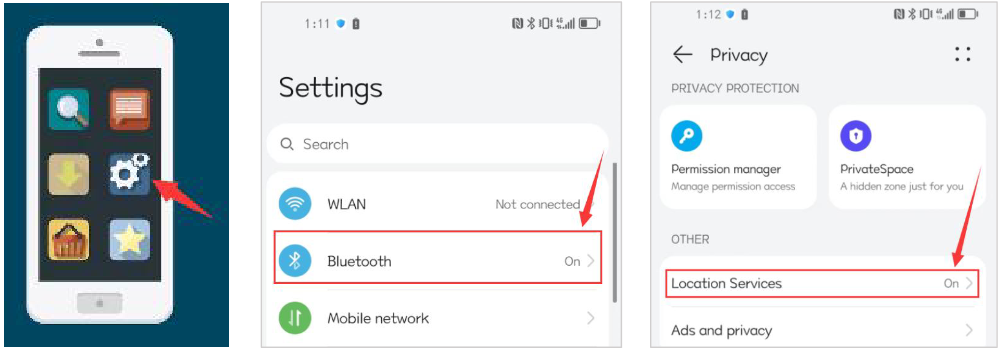 1:11
Settings
Search
WLAN
Not connected
Bluetooth
On
Mobile network
1:12
Privacy
PRIVACY PROTECTION
Permission manager
Manage permission access
PrivateSpace
A hidden zone just for you
OTHER
Location Services
On
Ads and privacy